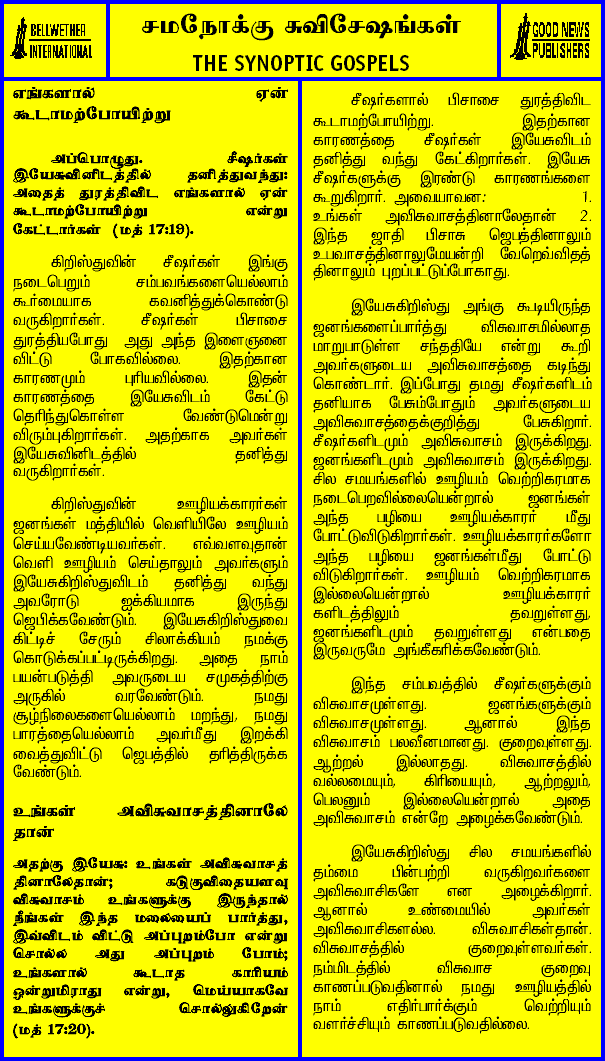 BELLWETHER
INTERNATIONAL
சமநோக்கு சுவிசேஷங்கள்
THE SYNOPTIC GOSPELS
GOOD NEWS
PUBLISHERS
எங்களால் ஏன்
கூடாமற்போயிற்று
அப்பொழுது. சீஷர்கள்
இயேசுவினிடத்தில் தனித்துவந்து:
அதைத் துரத்திவிட எங்களால் ஏன்
கூடாமற்போயிற்று என்று
கேட்டார்கள் (மத் 17:19).
கிறிஸ்துவின் சீஷர்கள் இங்கு
நடைபெறும் சம்பவங்களையெல்லாம்
கூர்மையாக கவனித்துக்கொண்டு
வருகிறார்கள். சீஷர்கள் பிசாசை
துரத்தியபோது அது அந்த இளைஞனை
விட்டு போகவில்லை. இதற்கான
காரணமும் புரியவில்லை. இதன்
காரணத்தை இயேசுவிடம் கேட்டு
தெரிந்துகொள்ள வேண்டுமென்று
விரும்புகிறார்கள். அதற்காக அவர்கள்
இயேசுவினிடத்தில் தனித்து
வருகிறார்கள்.
கிறிஸ்துவின் ஊழியக்காரர்கள்
ஜனங்கள் மத்தியில் வெளியிலே ஊழியம்
செய்யவேண்டியவர்கள். எவ்வளவுதான்
வெளி ஊழியம் செய்தாலும் அவர்களும்
இயேசுகிறிஸ்துவிடம் தனித்து வந்து
அவரோடு ஐக்கியமாக இருந்து
ஜெபிக்கவேண்டும். இயேசுகிறிஸ்துவை
கிட்டிச் சேரும் சிலாக்கியம் நமக்கு
கொடுக்கப்பட்டிருக்கிறது. அதை நாம்
பயன்படுத்தி அவருடைய சமுகத்திற்கு
அருகில் வரவேண்டும். நமது
சூழ்நிலைகளையெல்லாம் மறந்து, நமது
பாரத்தையெல்லாம் அவர்மீது இறக்கி
வைத்துவிட்டு ஜெபத்தில் தரித்திருக்க
வேண்டும்.
உங்கள் அவிசுவாசத்தினாலே
தான்
அதற்கு இயேசு: உங்கள் அவிசுவாசத்
தினாலேதான்; கடுகுவிதையளவு
விசுவாசம் உங்களுக்கு இருந்தால்
நீங்கள் இந்த மலையைப் பார்த்து,
இவ்விடம் விட்டு அப்புறம்போ என்று
சொல்ல அது அப்புறம் போம்;
உங்களால் கூடாத காரியம்
ஒன்றுமிராது என்று, மெய்யாகவே
உங்களுக்குச் சொல்லுகிறேன்
(மத் 17:20).
சீஷர்களால் பிசாசை துரத்திவிட
கூடாமற்போயிற்று. இதற்கான
காரணத்தை சீஷர்கள் இயேசுவிடம்
தனித்து வந்து கேட்கிறார்கள். இயேசு
சீஷர்களுக்கு இரண்டு காரணங்களை
கூறுகிறார். அவையாவன: 1.
உங்கள் அவிசுவாசத்தினாலேதான் 2.
இந்த ஜாதி பிசாசு ஜெபத்தினாலும்
உபவாசத்தினாலுமேயன்றி வேறெவ்விதத்
தினாலும் புறப்பட்டுப்போகாது.
இயேசுகிறிஸ்து அங்கு கூடியிருந்த
ஜனங்களைப்பார்த்து விசுவாசமில்லாத
மாறுபாடுள்ள சந்ததியே என்று கூறி
அவர்களுடைய அவிசுவாசத்தை கடிந்து
கொண்டார். இப்போது தமது சீஷர்களிடம்
தனியாக பேசும்போதும் அவர்களுடைய
அவிசுவாசத்தைக்குறித்து பேசுகிறார்.
சீஷர்களிடமும் அவிசுவாசம் இருக்கிறது.
ஜனங்களிடமும் அவிசுவாசம் இருக்கிறது.
சில சமயங்களில் ஊழியம் வெற்றிகரமாக
நடைபெறவில்லையென்றால் ஜனங்கள்
அந்த பழியை ஊழியக்காரர் மீது
போட்டுவிடுகிறார்கள். ஊழியக்காரர்களோ
அந்த பழியை ஜனங்கள்மீது போட்டு
விடுகிறார்கள். ஊழியம் வெற்றிகரமாக
இல்லையென்றால் ஊழியக்காரர்
களிடத்திலும் தவறுள்ளது,
ஜனங்களிடமும் தவறுள்ளது என்பதை
இருவருமே அங்கீகரிக்கவேண்டும்.
இந்த சம்பவத்தில் சீஷர்களுக்கும்
விசுவாசமுள்ளது. ஜனங்களுக்கும்
விசுவாசமுள்ளது. ஆனால் இந்த
விசுவாசம் பலவீனமானது. குறைவுள்ளது.
ஆற்றல் இல்லாதது. விசுவாசத்தில்
வல்லமையும், கிரியையும், ஆற்றலும்,
பெலனும் இல்லையென்றால் அதை
அவிசுவாசம் என்றே அழைக்கவேண்டும்.
இயேசுகிறிஸ்து சில சமயங்களில்
தம்மை பின்பற்றி வருகிறவர்களை
அவிசுவாசிகளே என அழைக்கிறார்.
ஆனால் உண்மையில் அவர்கள்
அவிசுவாசிகளல்ல. விசுவாசிகள்தான்.
விசுவாசத்தில் குறைவுள்ளவர்கள்.
நம்மிடத்தில் விசுவாச குறைவு
காணப்படுவதினால் நமது ஊழியத்தில்
நாம் எதிர்பார்க்கும் வெற்றியும்
வளர்ச்சியும் காணப்படுவதில்லை.